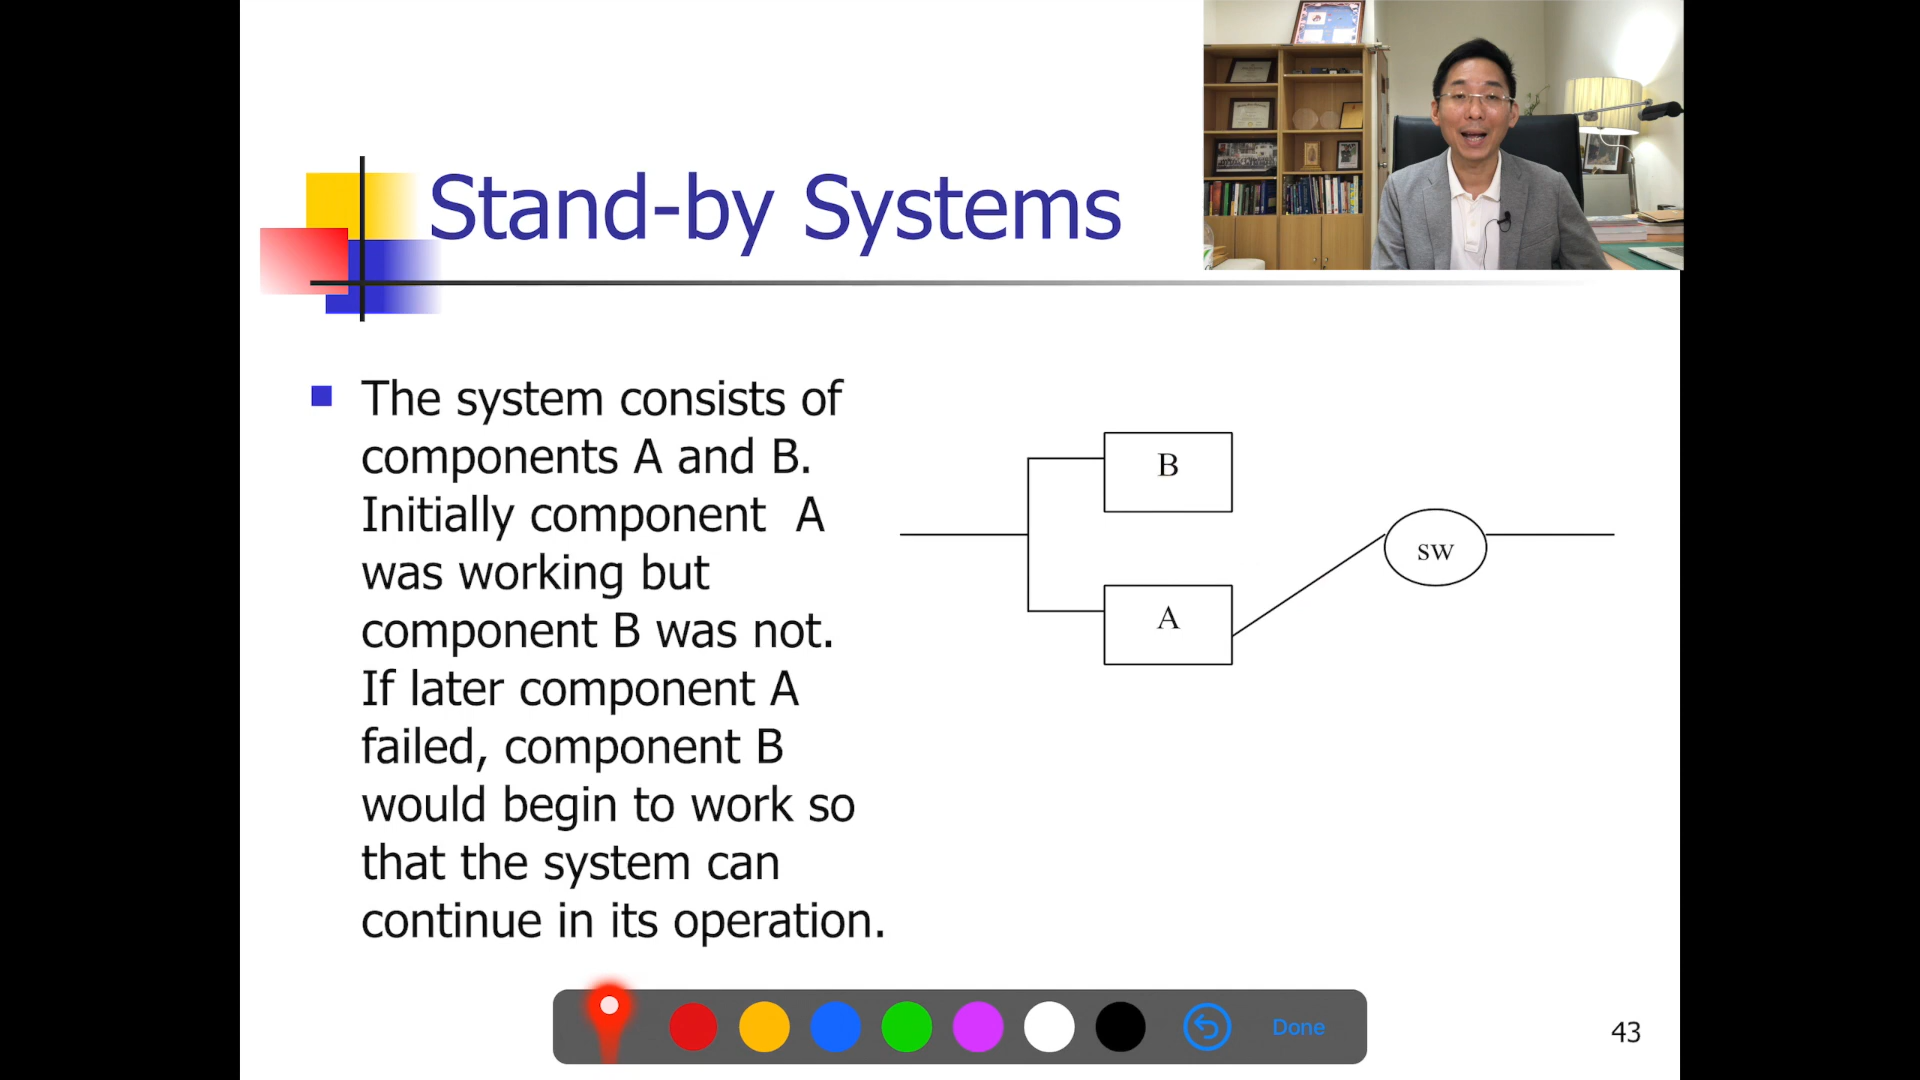 Stand-by Systems
The system consists of
components A and B.
Initially component A
was working but
component B was not.
If later component A
failed, component B
would begin to work so
that the system can
continue in its operation.
B
A
SW
Done
43